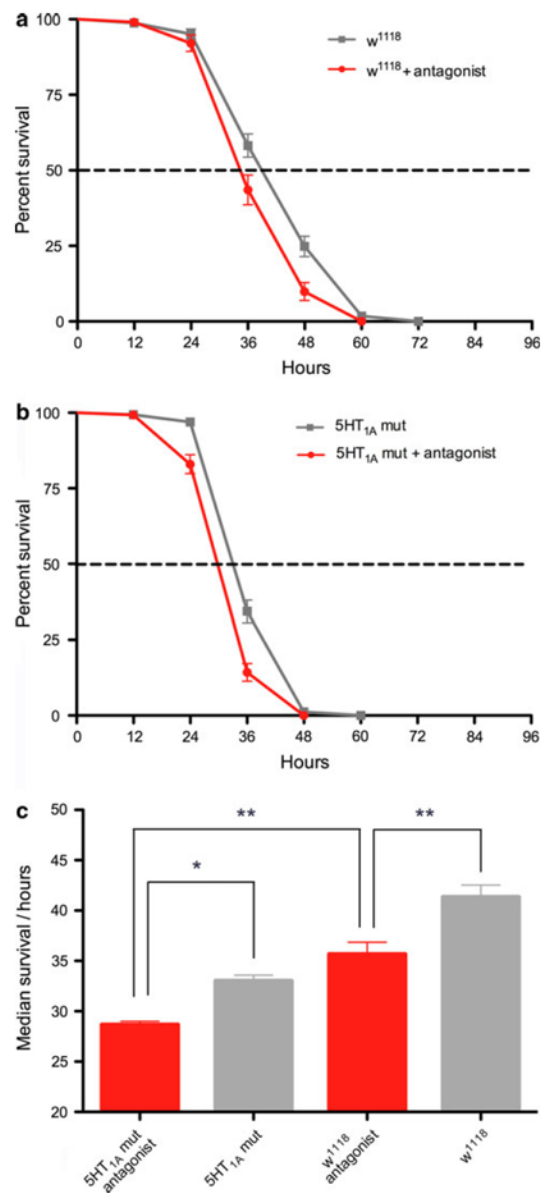 a
100
75
50
25
0
Percent survival
w¹¹¹⁸
w¹¹¹⁸ + antagonist
0 12 24 36 48 60 72 84 96
Hours
b
100
75
50
25
0
Percent survival
5HT₁A mut
5HT₁A mut + antagonist
0 12 24 36 48 60 72 84 96
Hours
c
50
45
40
35
30
25
20
Median survival / hours
**
**
*
5HT₁A mut
antagonist
5HT₁A mut
w¹¹¹⁸
antagonist
w¹¹¹⁸